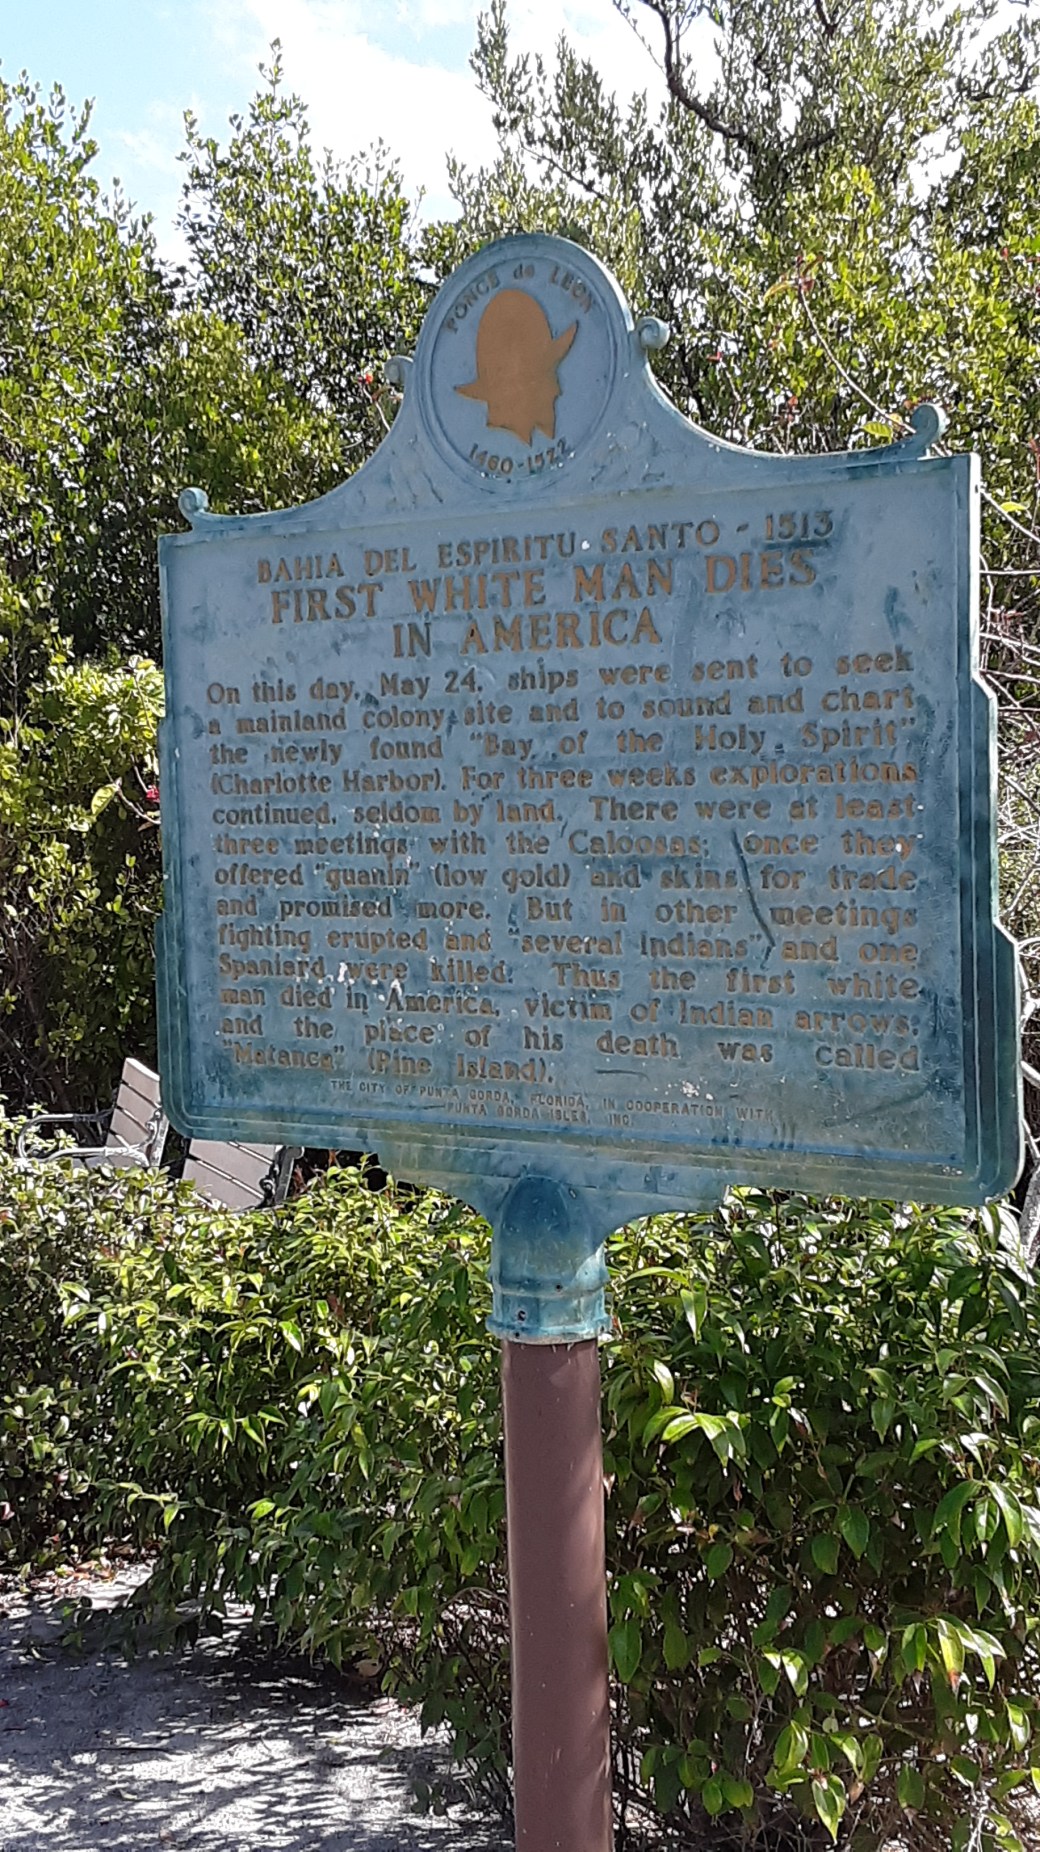 PONCE de LEON
1460-1522
BAHIA DEL ESPIRITU SANTO - 1513
FIRST WHITE MAN DIES
IN AMERICA
On this day, May 24, ships were sent to seek
a mainland colony site and to sound and chart
the newly found "Bay of the Holy Spirit"
(Charlotte Harbor). For three weeks explorations
continued, seldom by land. There were at least
three meetings with the Caloosas; once they
offered "guanin" (low gold) and skins for trade
and promised more. But in other meetings
fighting erupted and "several Indians" and one
Spaniard were killed. Thus the first white
man died in America, victim of Indian arrows;
and the place of his death was called
"Matanca" (Pine Island).
THE CITY OF PUNTA GORDA, FLORIDA, IN COOPERATION WITH
PUNTA GORDA ISLES, INC.